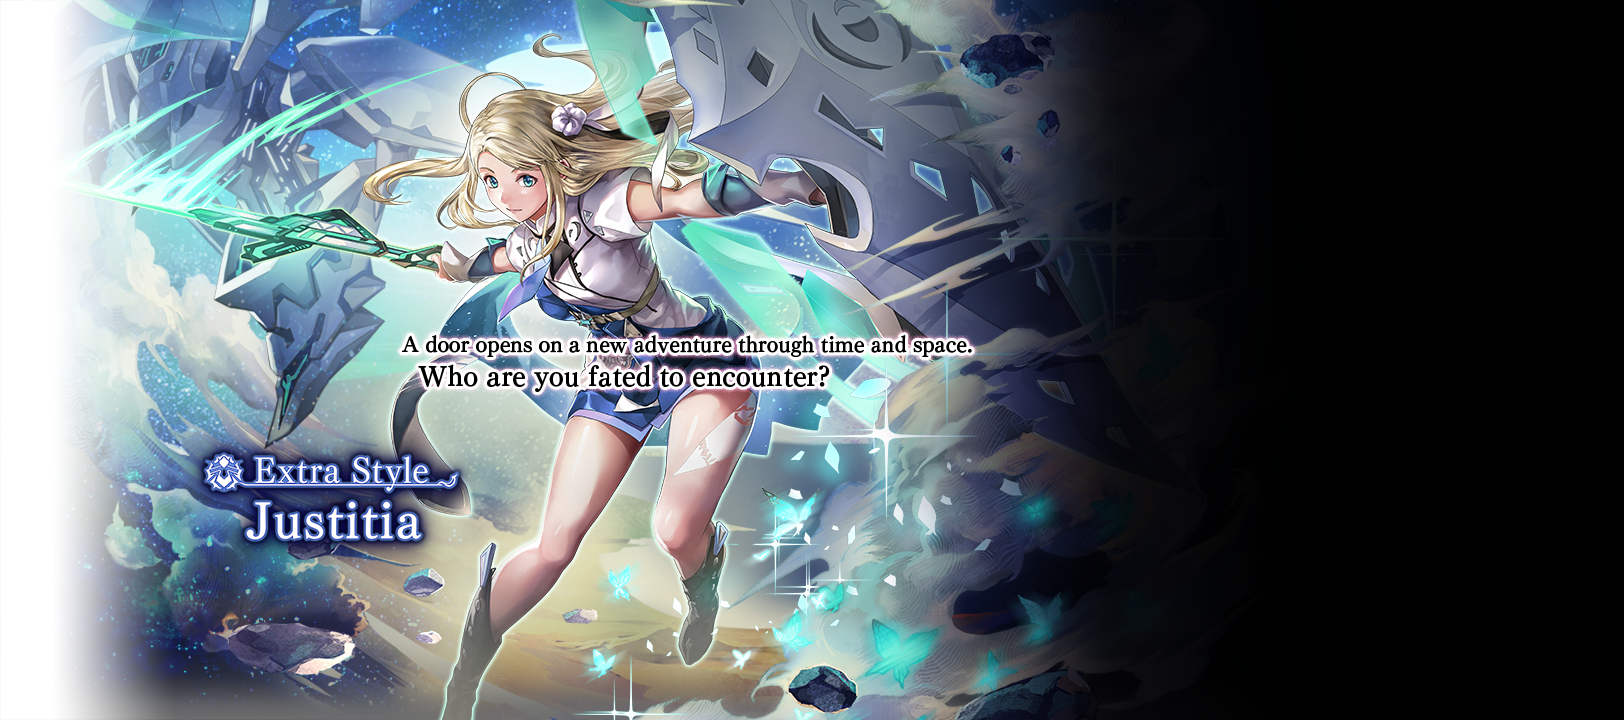 A door opens on a new adventure through time and space.
Who are you fated to encounter?
Extra Style
Justitia